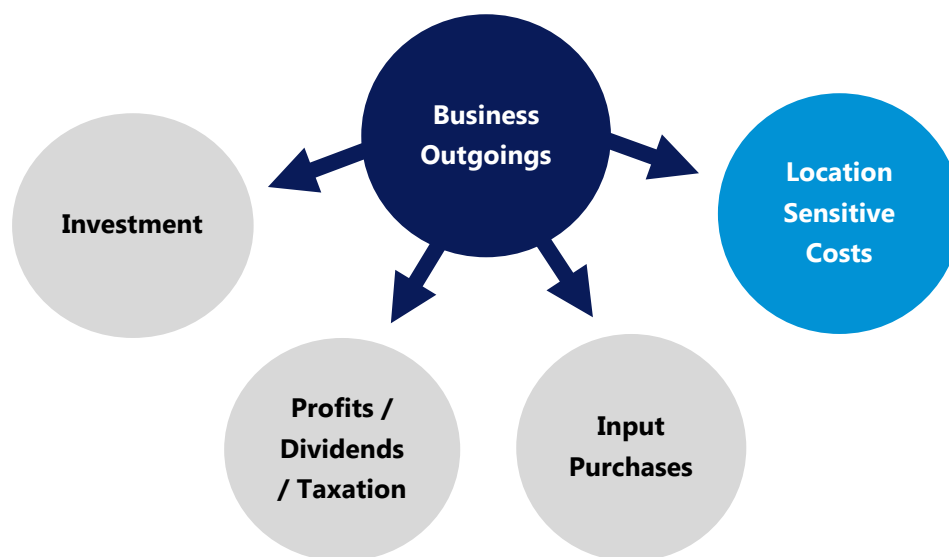 Business
Outgoings
Location
Sensitive
Costs
Investment
Profits /
Dividends
/ Taxation
Input
Purchases